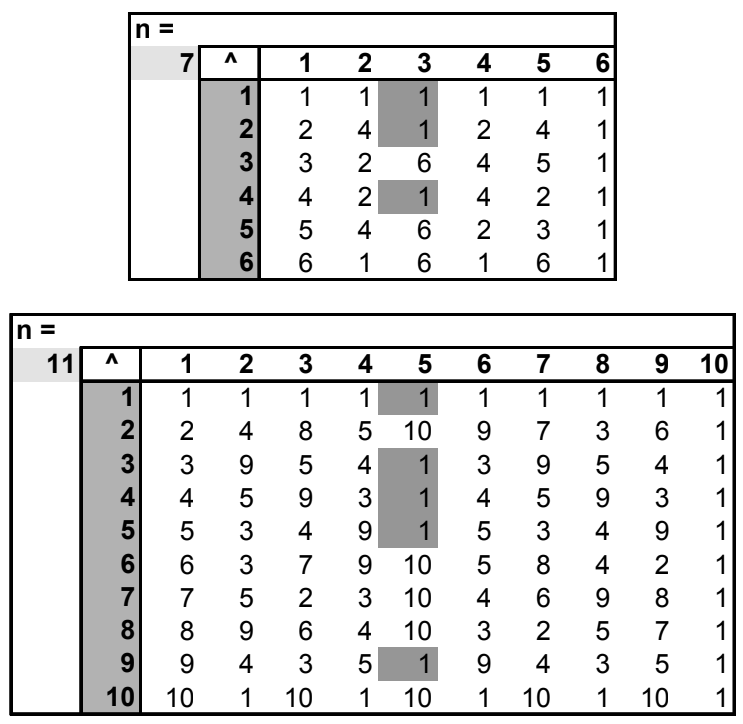 n =
7 ^ 1 2 3 4 5 6
1 1 1 1 1 1 1
2 2 4 1 2 4 1
3 3 2 6 4 5 1
4 4 2 1 4 2 1
5 5 4 6 2 3 1
6 6 1 6 1 6 1
n =
11 ^ 1 2 3 4 5 6 7 8 9 10
1 1 1 1 1 1 1 1 1 1 1
2 2 4 8 5 10 9 7 3 6 1
3 3 9 5 4 1 3 9 5 4 1
4 4 5 9 3 1 4 5 9 3 1
5 5 3 4 9 1 5 3 4 9 1
6 6 3 7 9 10 5 8 4 2 1
7 7 5 2 3 10 4 6 9 8 1
8 8 9 6 4 10 3 2 5 7 1
9 9 4 3 5 1 9 4 3 5 1
10 10 1 10 1 10 1 10 1 10 1